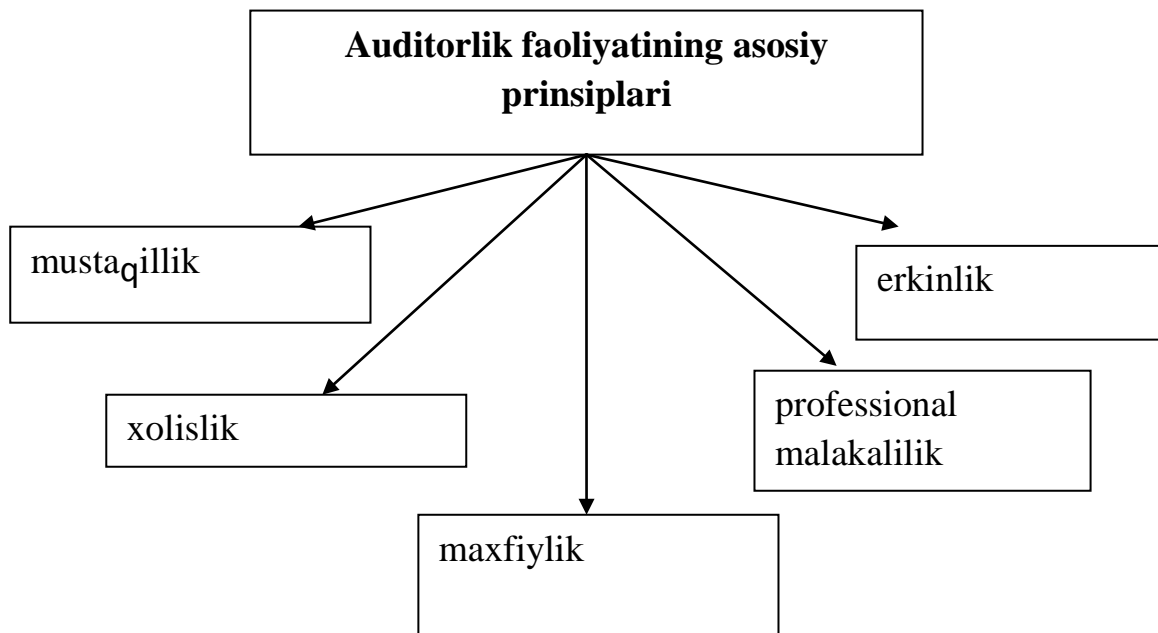 Auditorlik faoliyatining asosiy
prinsiplari
mustaqillik
erkinlik
xolislik
professional
malakalilik
maxfiylik